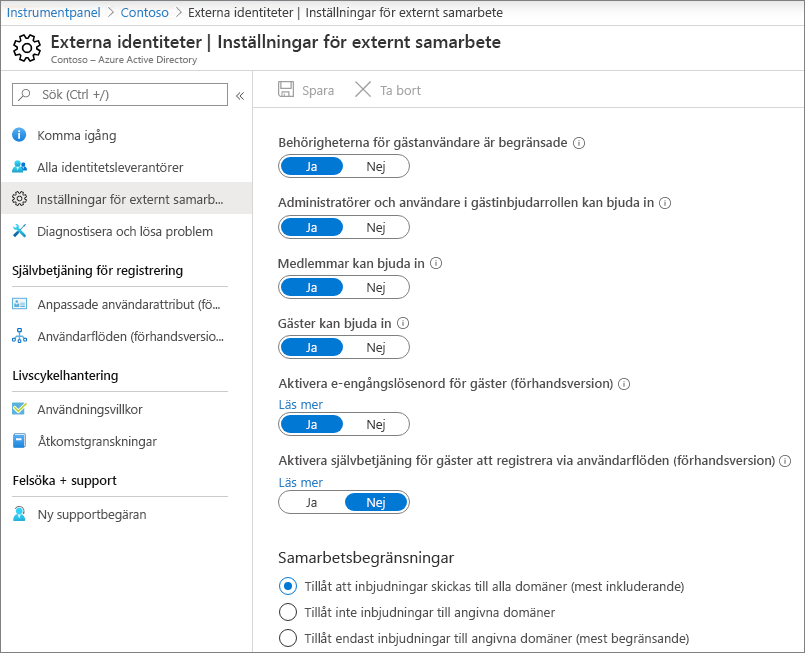 Instrumentpanel > Contoso > Externa identiteter | Inställningar för externt samarbete
Externa identiteter | Inställningar för externt samarbete
Contoso – Azure Active Directory
Sök (Ctrl +/)
«
Komma igång
Alla identitetsleverantörer
Inställningar för externt samarb...
Diagnostisera och lösa problem
Självbetjäning för registrering
Anpassade användarattribut (fö...
Användarflöden (förhandsversio...
Livscykelhantering
Användningsvillkor
Åtkomstgranskningar
Felsöka + support
Ny supportbegäran
Spara
Ta bort
Behörigheterna för gästanvändare är begränsade
Ja Nej
Administratörer och användare i gästinbjudarrollen kan bjuda in
Ja Nej
Medlemmar kan bjuda in
Ja Nej
Gäster kan bjuda in
Ja Nej
Aktivera e-engångslösenord för gäster (förhandsversion)
Läs mer
Ja Nej
Aktivera självbetjäning för gäster att registrera via användarflöden (förhandsversion)
Läs mer
Ja Nej
Samarbetsbegränsningar
Tillåt att inbjudningar skickas till alla domäner (mest inkluderande)
Tillåt inte inbjudningar till angivna domäner
Tillåt endast inbjudningar till angivna domäner (mest begränsande)